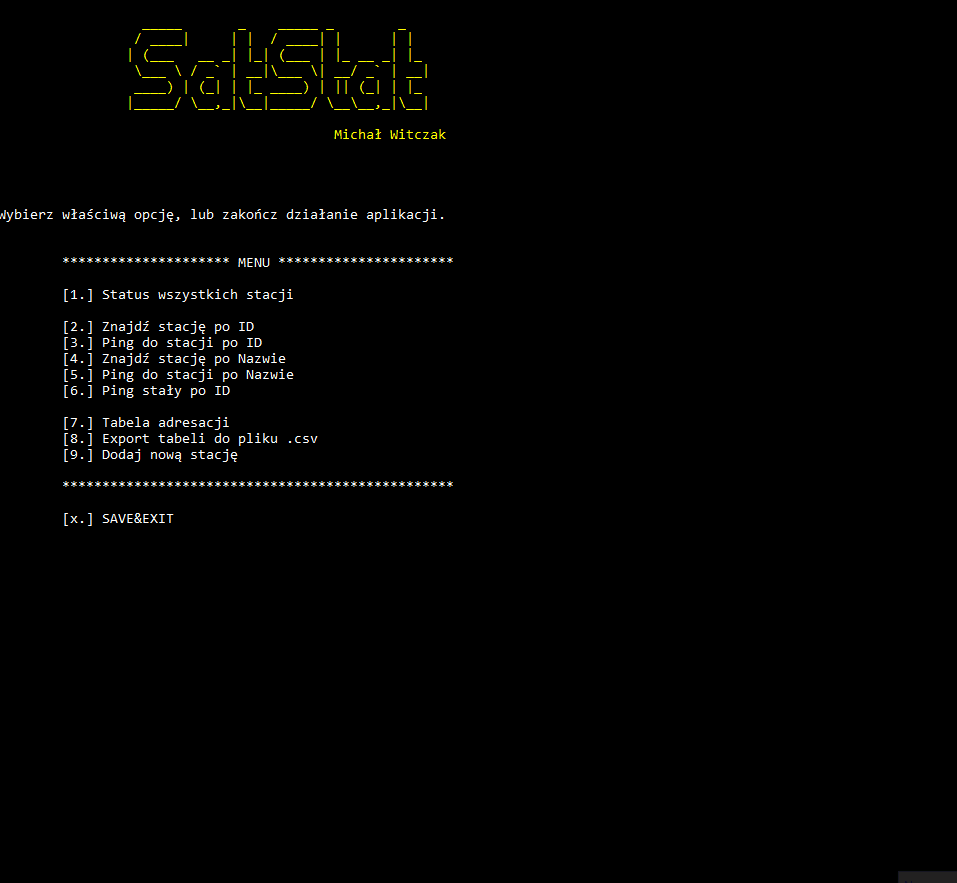 SatStat
Michał Witczak
Wybierz właściwą opcję, lub zakończ działanie aplikacji.
********************* MENU **********************
[1.] Status wszystkich stacji
[2.] Znajdź stację po ID
[3.] Ping do stacji po ID
[4.] Znajdź stację po Nazwie
[5.] Ping do stacji po Nazwie
[6.] Ping stały po ID
[7.] Tabela adresacji
[8.] Export tabeli do pliku .csv
[9.] Dodaj nową stację
*************************************************
[x.] SAVE&EXIT